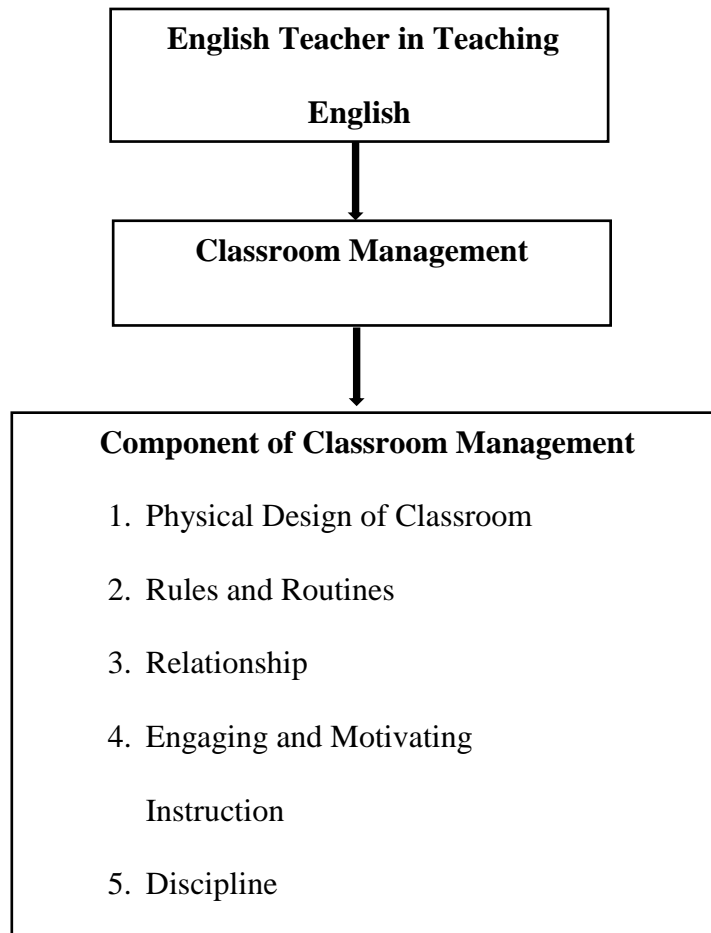 English Teacher in Teaching
English
Classroom Management
Component of Classroom Management
1. Physical Design of Classroom
2. Rules and Routines
3. Relationship
4. Engaging and Motivating
Instruction
5. Discipline